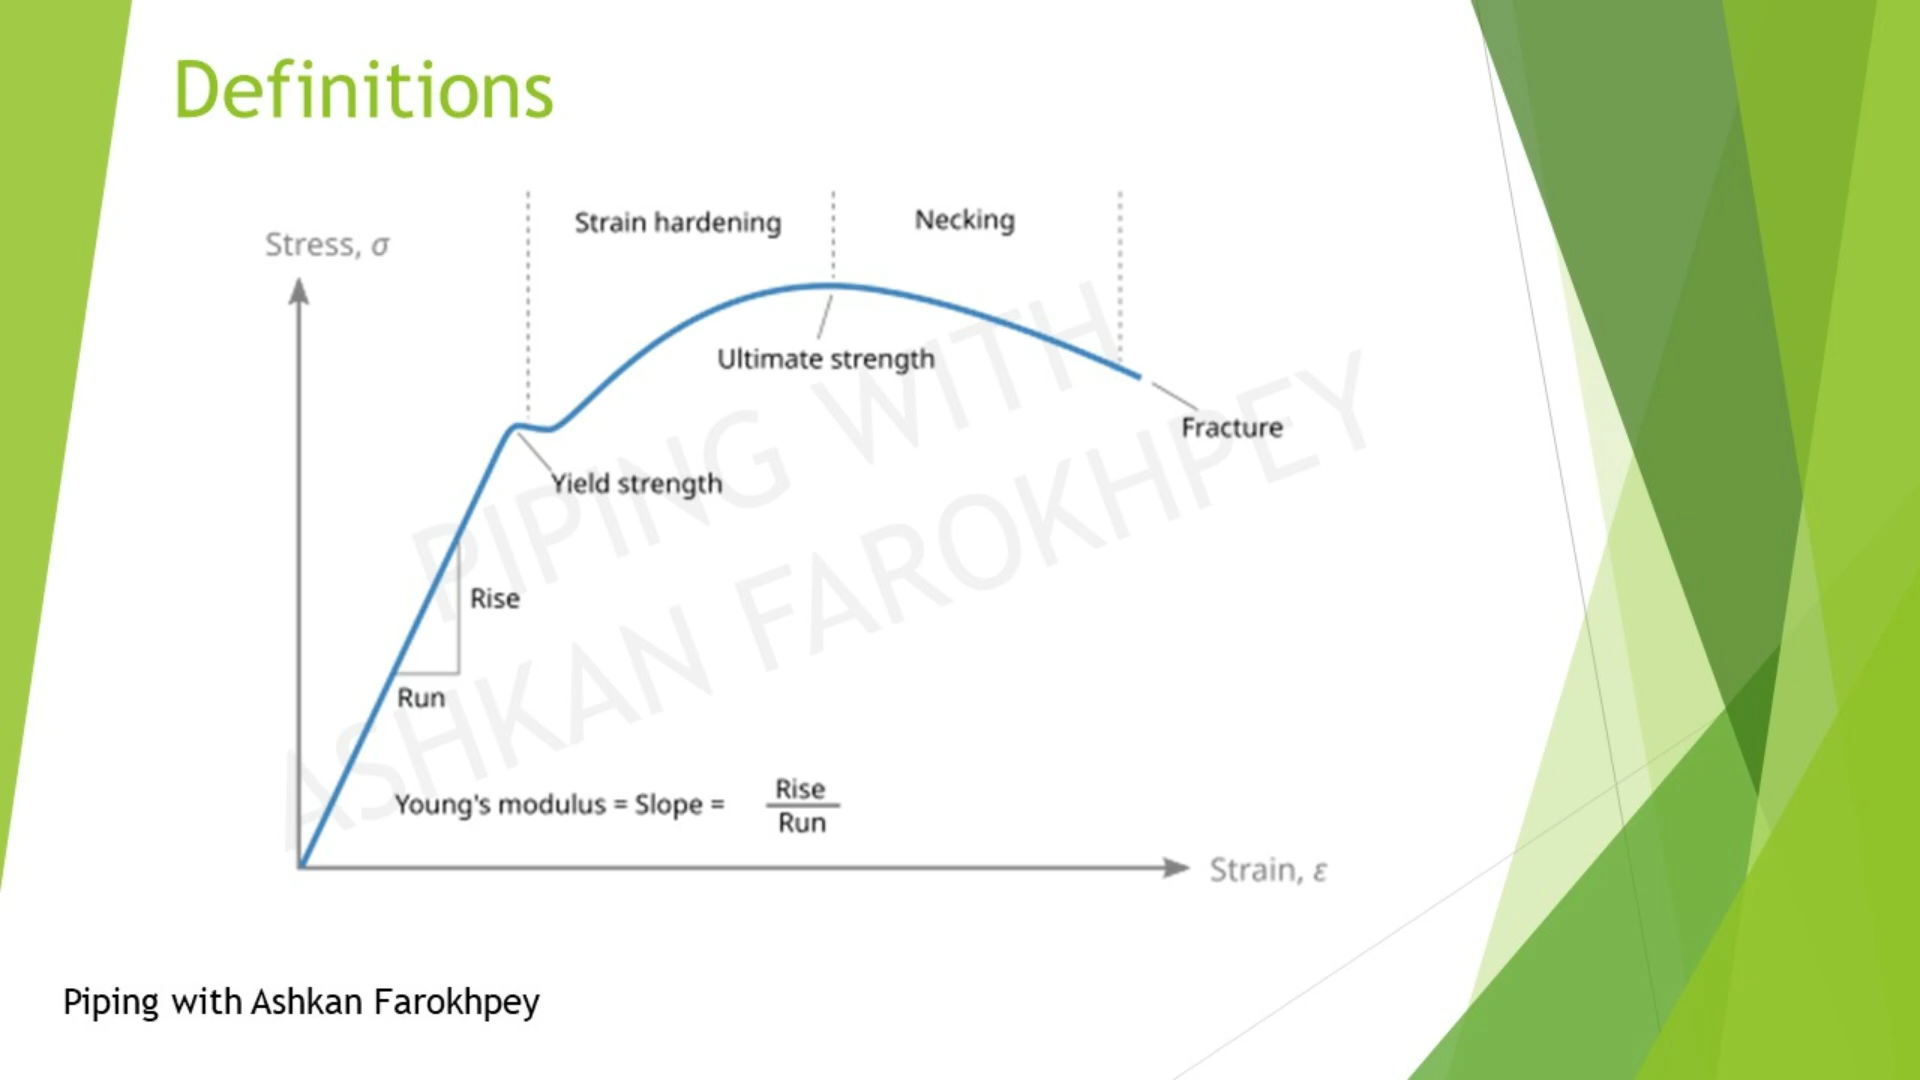 Definitions
Strain hardening
Necking
Stress, σ
Ultimate strength
Fracture
Yield strength
Rise
Run
Young's modulus = Slope =
Rise
Run
Strain, ε
PIPING WITH
ASHKAN FAROKHPEY
Piping with Ashkan Farokhpey